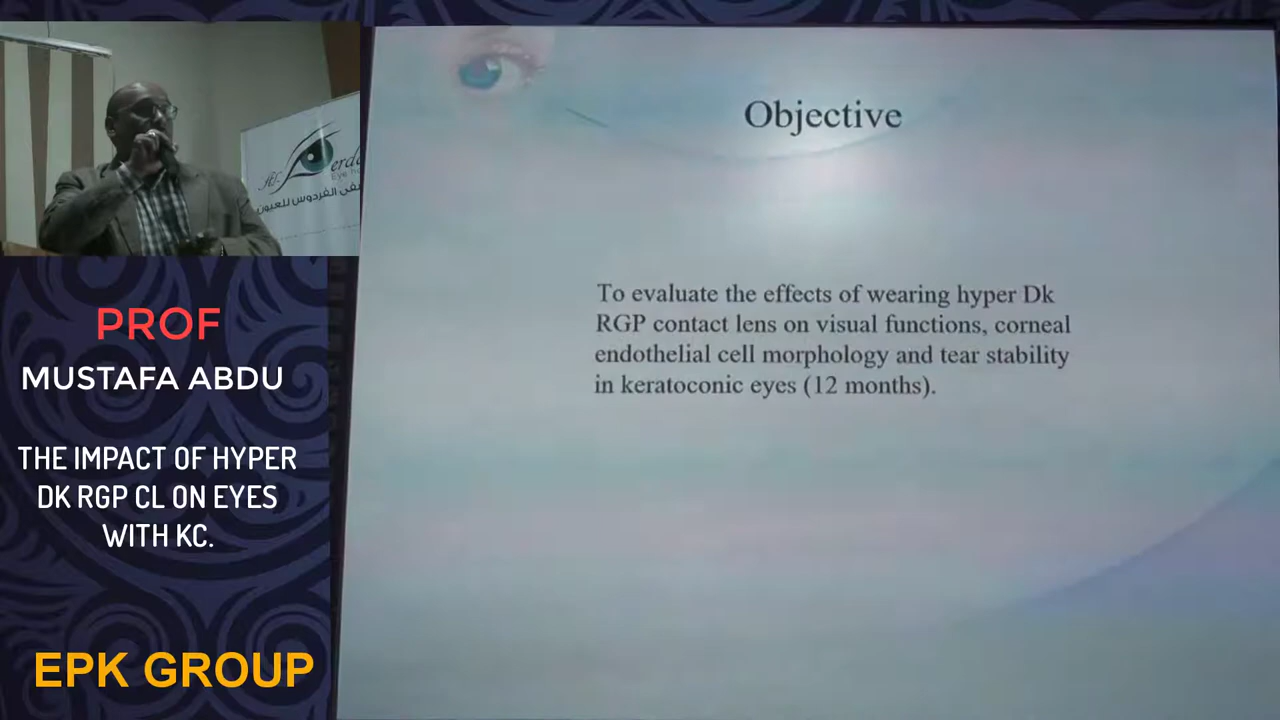 Objective
To evaluate the effects of wearing hyper Dk
RGP contact lens on visual functions, corneal
endothelial cell morphology and tear stability
in keratoconic eyes (12 months).
PROF
MUSTAFA ABDU
THE IMPACT OF HYPER
DK RGP CL ON EYES
WITH KC.
EPK GROUP
الفردوس للعيون